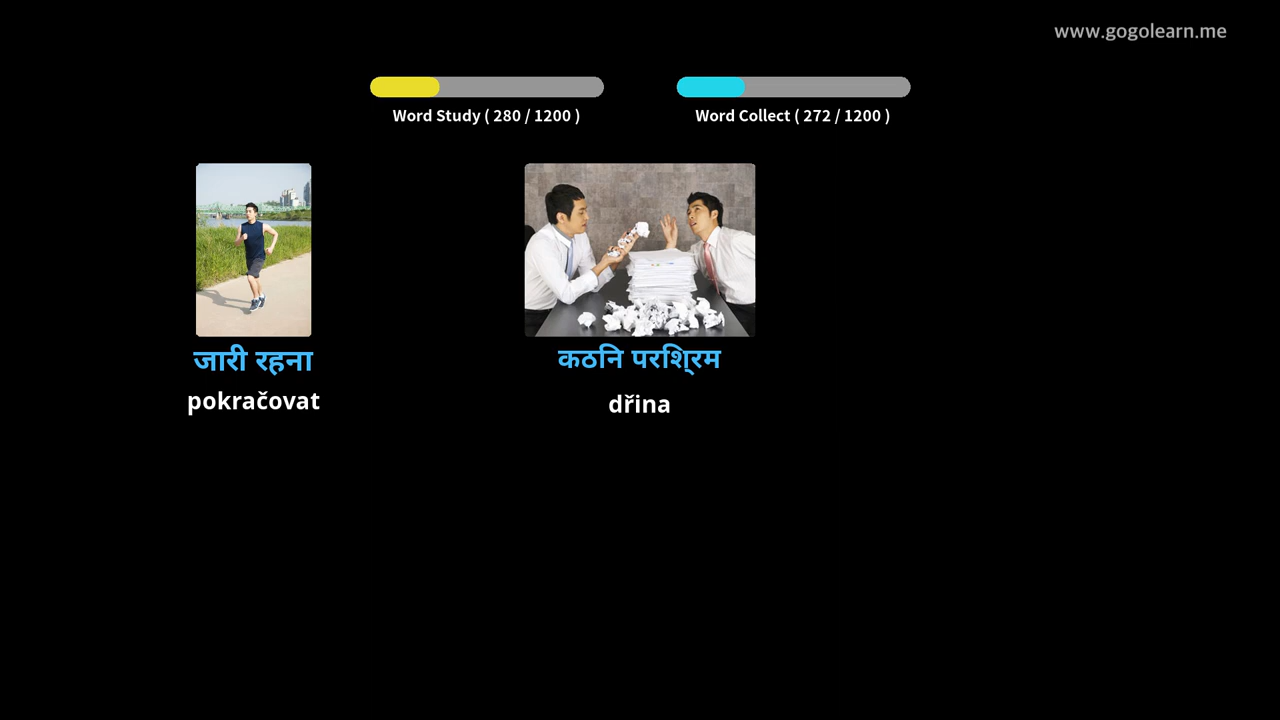 www.gogolearn.me
Word Study ( 280 / 1200 )
Word Collect ( 272 / 1200 )
जारी रहना
कठनि परश्रिम
pokračovat
dřina